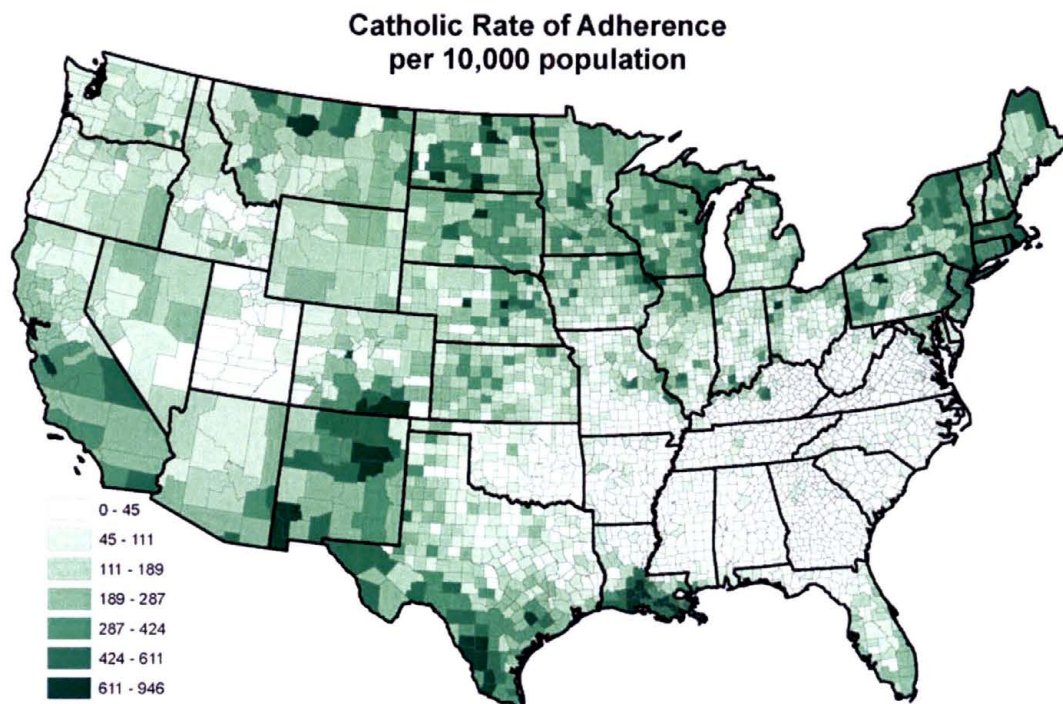 Catholic Rate of Adherence
per 10,000 population
0 - 45
45 - 111
111 - 189
189 - 287
287 - 424
424 - 611
611 - 946